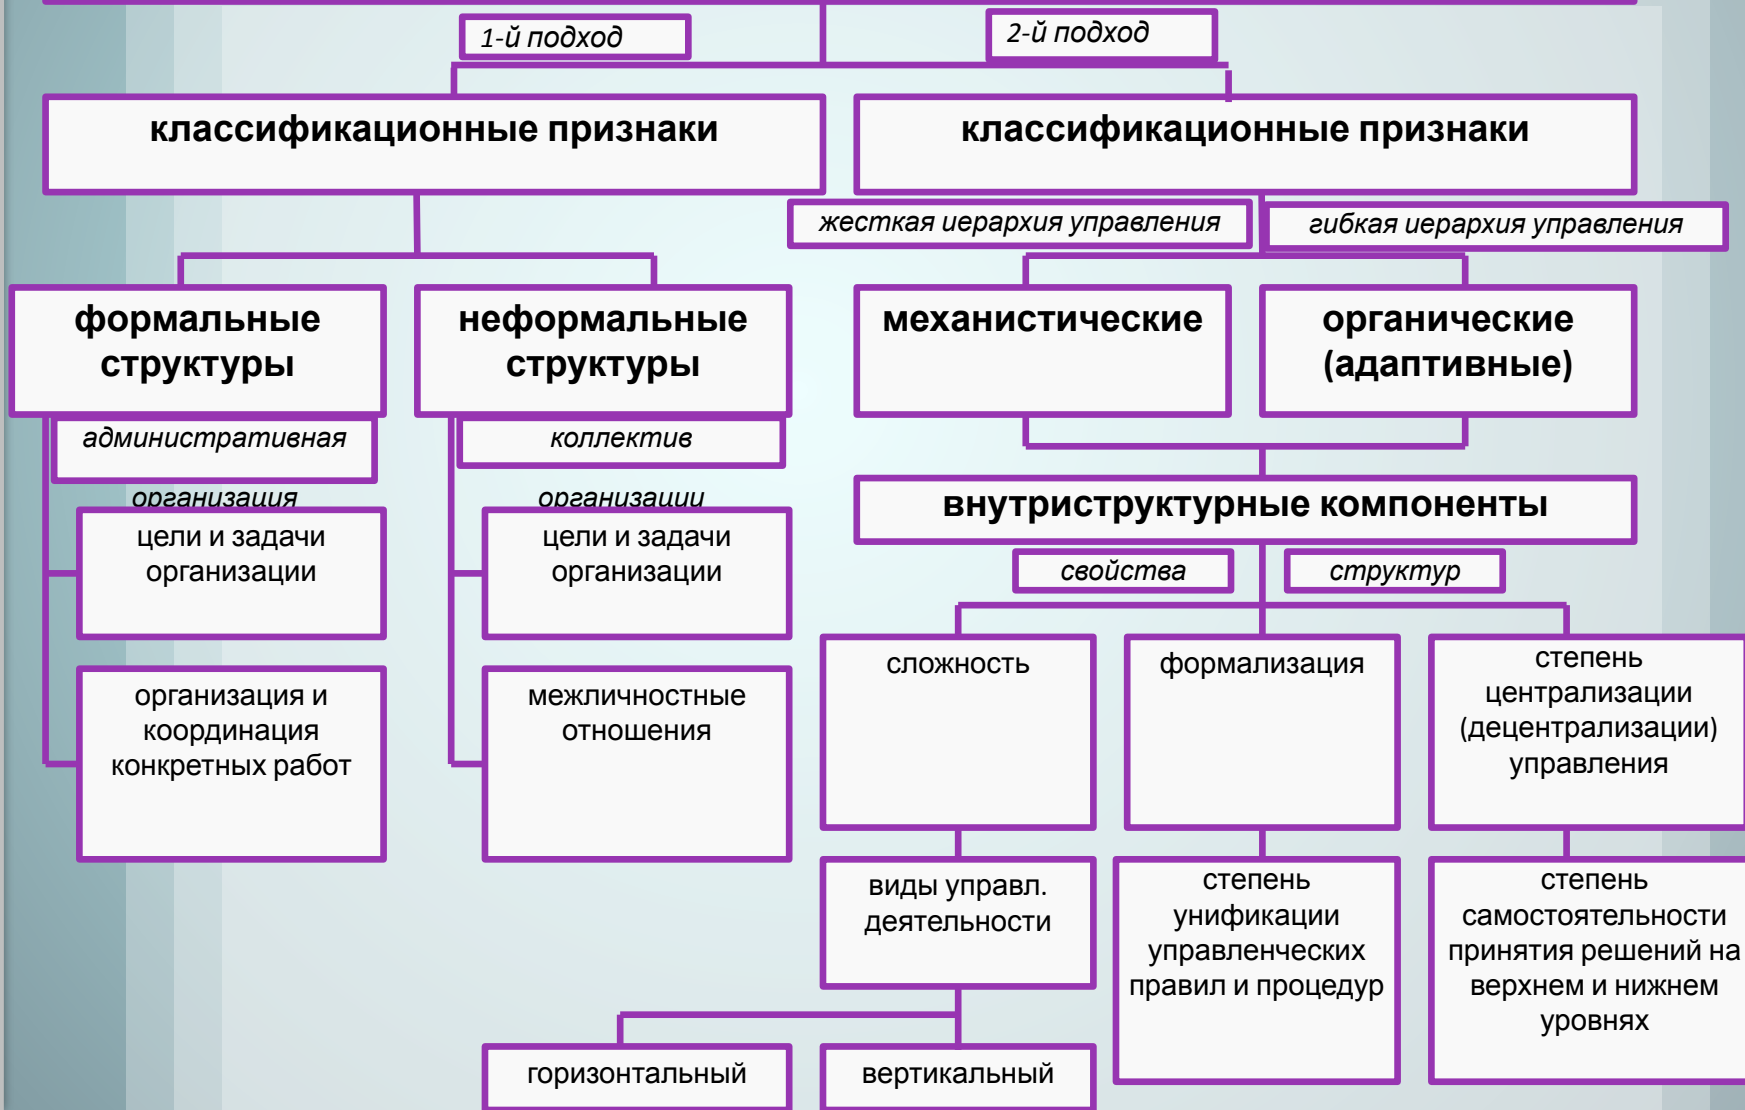 1-й подход
2-й подход
классификационные признаки
классификационные признаки
жесткая иерархия управления
гибкая иерархия управления
формальные
структуры
неформальные
структуры
механистические
органические
(адаптивные)
административная
организация
коллектив
организации
внутриструктурные компоненты
свойства
структур
цели и задачи
организации
цели и задачи
организации
организация и
координация
конкретных работ
межличностные
отношения
сложность
формализация
степень
централизации
(децентрализации)
управления
виды управл.
деятельности
степень
унификации
управленческих
правил и процедур
степень
самостоятельности
принятия решений на
верхнем и нижнем
уровнях
горизонтальный
вертикальный